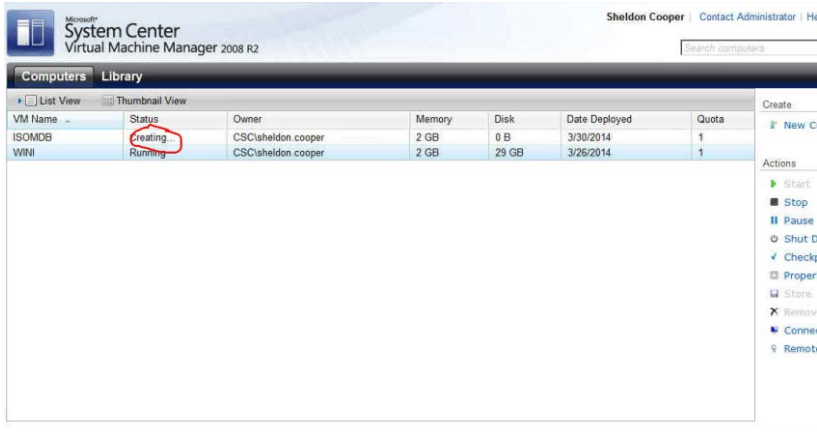 Microsoft®
System Center
Virtual Machine Manager 2008 R2
Sheldon Cooper | Contact Administrator | He
Search computers
Computers Library
List View Thumbnail View
VM Name Status Owner Memory Disk Date Deployed Quota
ISOMDB Creating... CSC\sheldon.cooper 2 GB 0 B 3/30/2014 1
WINI Running CSC\sheldon.cooper 2 GB 29 GB 3/26/2014 1
Create
New C
Actions
Start
Stop
Pause
Shut D
Checkp
Proper
Store
Remov
Connec
Remote